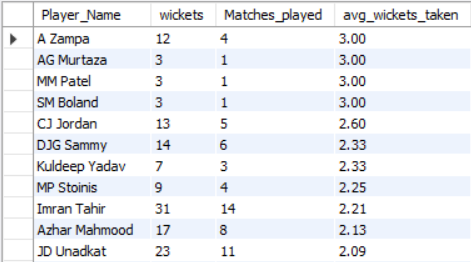 Player_Name wickets Matches_played avg_wickets_taken
A Zampa 12 4 3.00
AG Murtaza 3 1 3.00
MM Patel 3 1 3.00
SM Boland 3 1 3.00
CJ Jordan 13 5 2.60
DJG Sammy 14 6 2.33
Kuldeep Yadav 7 3 2.33
MP Stoinis 9 4 2.25
Imran Tahir 31 14 2.21
Azhar Mahmood 17 8 2.13
JD Unadkat 23 11 2.09